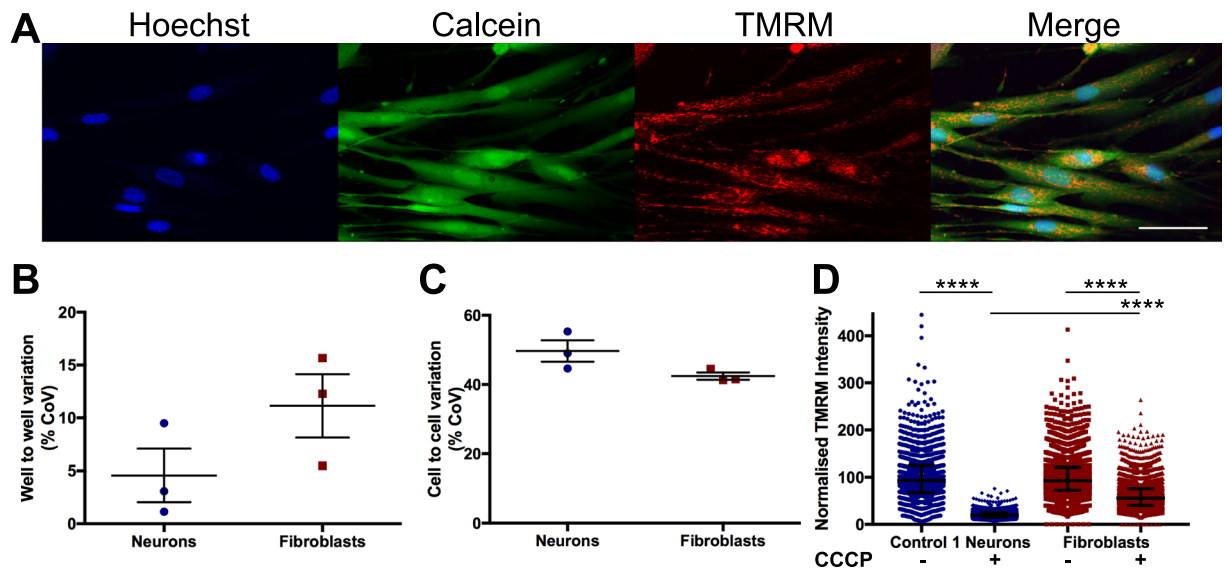 A
Hoechst Calcein TMRM Merge
B
Well to well variation
(% CoV)
20
15
10
5
0
Neurons Fibroblasts
C
Cell to cell variation
(% CoV)
60
40
20
0
Neurons Fibroblasts
D
**** ****
****
Normalised TMRM Intensity
400
300
200
100
0
Control 1 Neurons Fibroblasts
CCCP - + - +